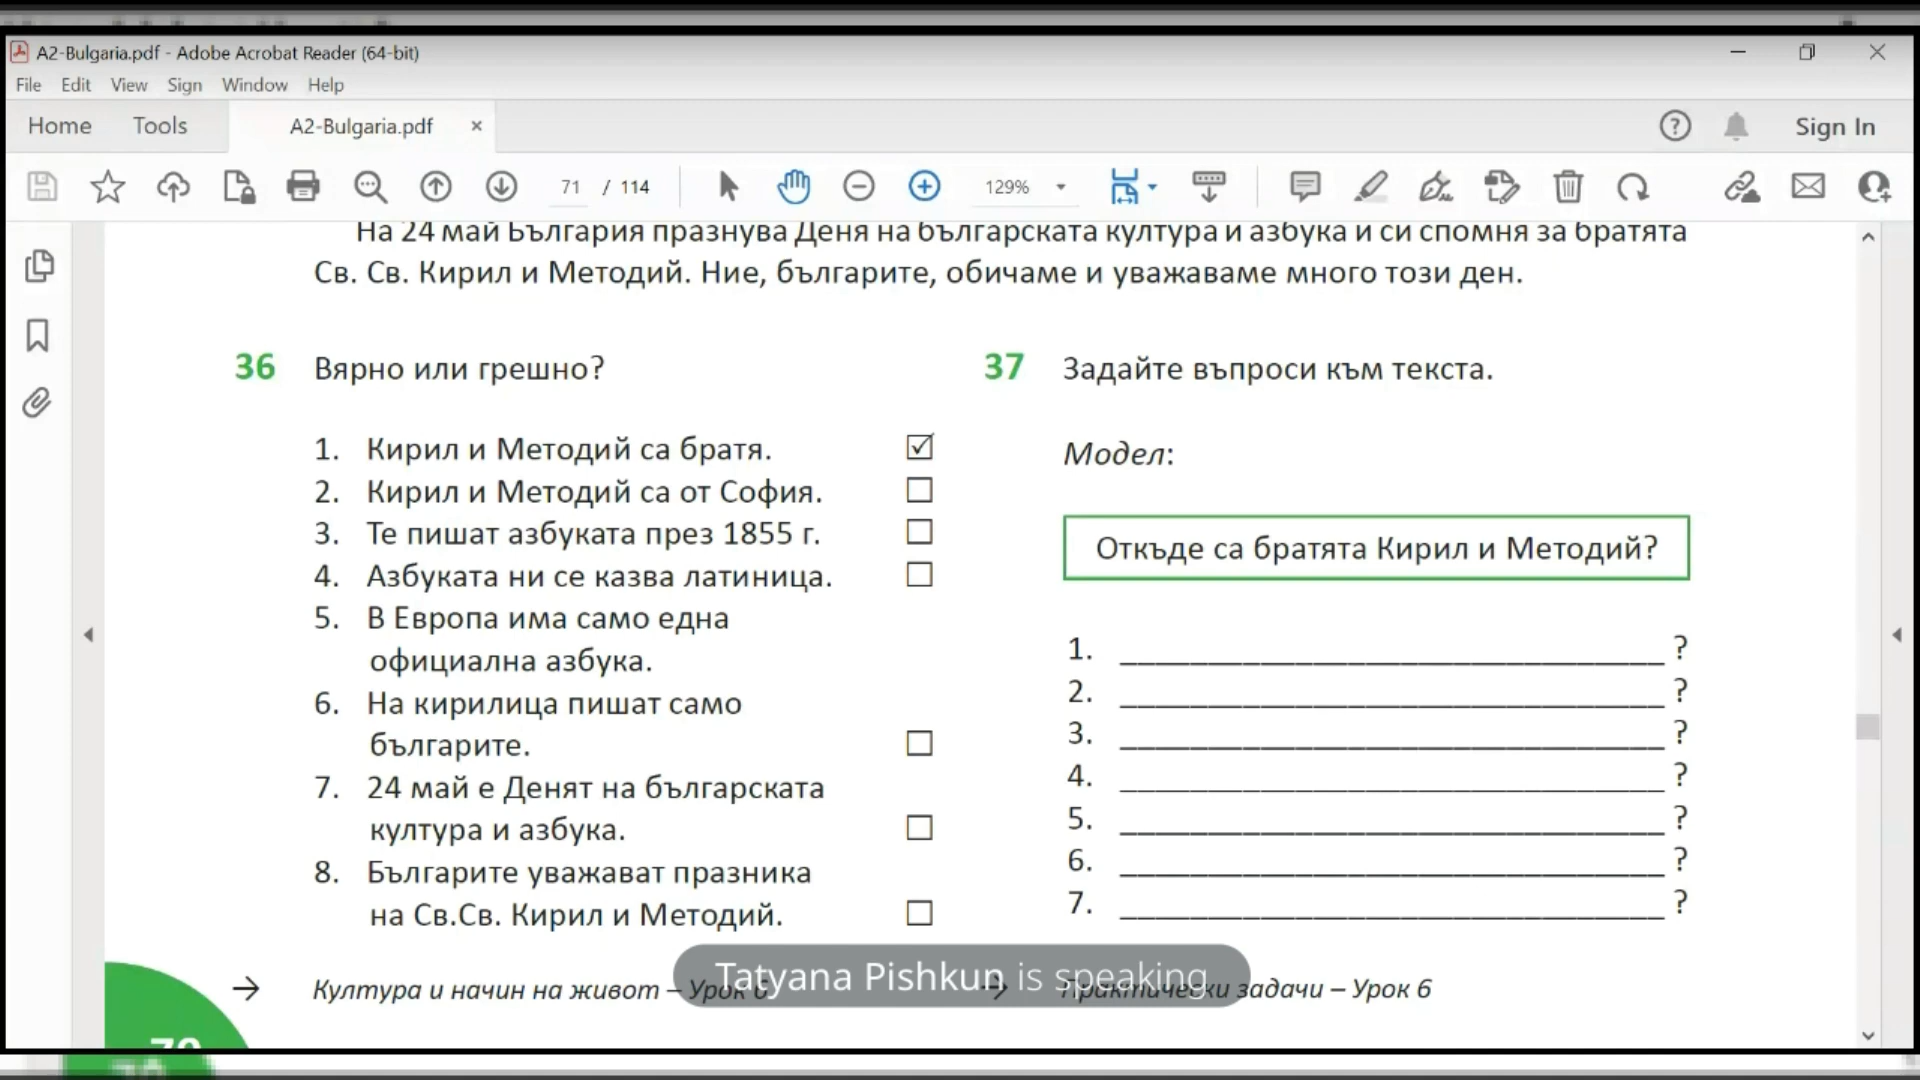 A2-Bulgaria.pdf - Adobe Acrobat Reader (64-bit)
File Edit View Sign Window Help
Home Tools A2-Bulgaria.pdf × Sign In
71 / 114 129%
На 24 май България празнува Деня на българската култура и азбука и си спомня за братята
Св. Св. Кирил и Методий. Ние, българите, обичаме и уважаваме много този ден.
36 Вярно или грешно?
1. Кирил и Методий са братя.
2. Кирил и Методий са от София.
3. Те пишат азбуката през 1855 г.
4. Азбуката ни се казва латиница.
5. В Европа има само една
официална азбука.
6. На кирилица пишат само
българите.
7. 24 май е Денят на българската
култура и азбука.
8. Българите уважават празника
на Св.Св. Кирил и Методий.
→ Култура и начин на живот – Урок 6
37 Задайте въпроси към текста.
Модел:
Откъде са братята Кирил и Методий?
1. ?
2. ?
3. ?
4. ?
5. ?
6. ?
7. ?
→ Практически задачи – Урок 6
Tatyana Pishkun is speaking